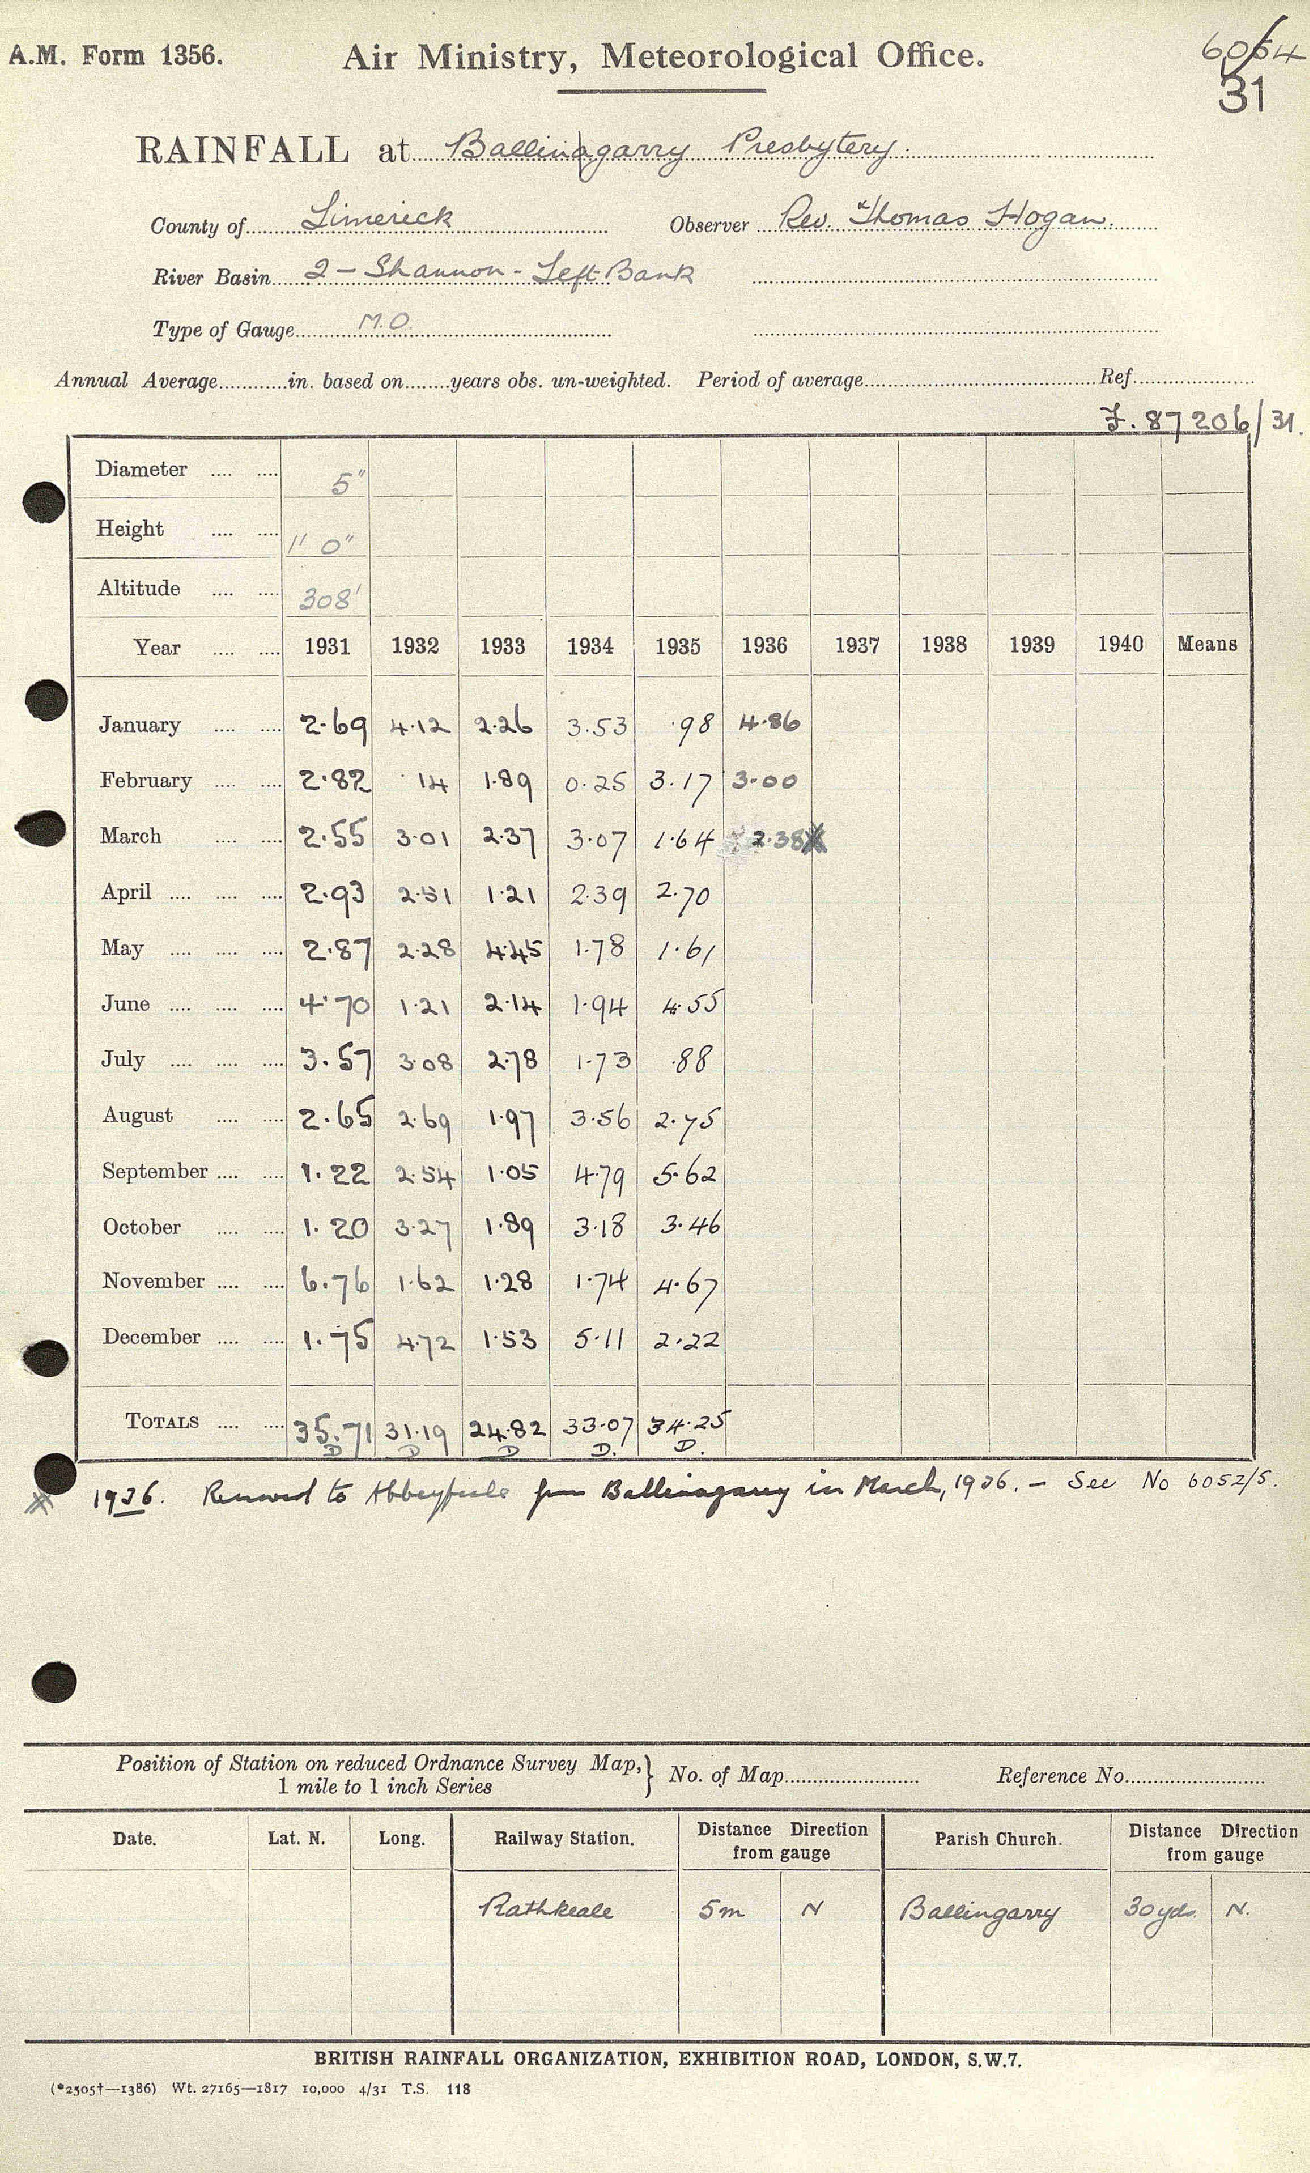 A.M. Form 1356. Air Ministry, Meteorological Office. 6054
31
RAINFALL at Ballinagarry Presbytery.
County of Limerick Observer Rev. Thomas Hogan.
River Basin 2 - Shannon - Left Bank
Type of Gauge M.O.
Annual Average in. based on years obs. un-weighted. Period of average Ref.
F. 87206/31.
Diameter 5"
Height 1' 0"
Altitude 308'
Year 1931 1932 1933 1934 1935 1936 1937 1938 1939 1940 Means
January 2.69 4.12 2.26 3.53 .98 4.86
February 2.82 .14 1.89 0.25 3.17 3.00
March 2.55 3.01 2.37 3.07 1.64 2.38 X
April 2.93 2.51 1.21 2.39 2.70
May 2.87 2.28 4.45 1.78 1.61
June 4.70 1.21 2.14 1.94 4.55
July 3.57 3.08 2.78 1.73 .88
August 2.65 2.69 1.97 3.56 2.75
September 1.22 2.54 1.05 4.79 5.62
October 1.20 3.27 1.89 3.18 3.46
November 6.76 1.62 1.28 1.74 4.67
December 1.75 4.72 1.53 5.11 2.22
TOTALS 35.71 31.19 24.82 33.07 34.25
D D D D. D.
X 1936. Removed to Abbeyfeale from Ballinagarry in March, 1936. - See No 6052/5.
Position of Station on reduced Ordnance Survey Map, } No. of Map Reference No.
1 mile to 1 inch Series
Date. Lat. N. Long. Railway Station. Distance Direction from gauge Parish Church. Distance Direction from gauge
Rathkeale 5m N Ballingarry 30yds. N.
BRITISH RAINFALL ORGANIZATION, EXHIBITION ROAD, LONDON, S.W.7.
(*2505†—1386) Wt. 27165—1817 10,000 4/31 T.S. 118